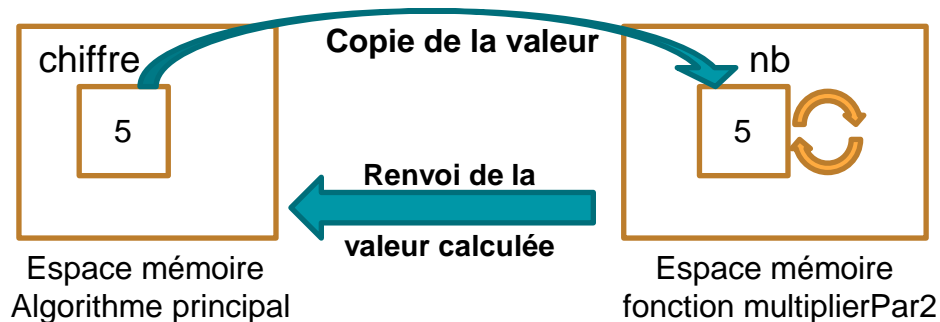 chiffre
5
Copie de la valeur
nb
5
Renvoi de la
valeur calculée
Espace mémoire
Algorithme principal
Espace mémoire
fonction multiplierPar2